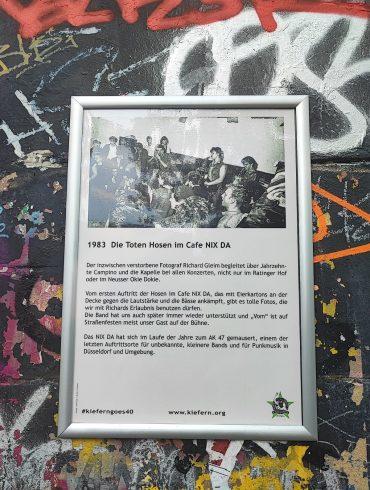 1983 Die Toten Hosen im Cafe NIX DA
Der inzwischen verstorbene Fotograf Richard Gleim begleitet über Jahrzehn-
te Campino und die Kapelle bei allen Konzerten, nicht nur im Ratinger Hof
oder im Neusser Okie Dokie.
Vom ersten Auftritt der Hosen im Cafe NIX DA, das mit Eierkartons an der
Decke gegen die Lautstärke und die Bässe ankämpft, gibt es tolle Fotos, die
wir mit Richards Erlaubnis benutzen dürfen.
Die Band hat uns auch später immer wieder unterstützt und „Vom“ ist auf
Straßenfesten meist unser Gast auf der Bühne.
Das NIX DA hat sich im Laufe der Jahre zum AK 47 gemausert, einem der
letzten Auftrittsorte für unbekannte, kleinere Bands und für Punkmusik in
Düsseldorf und Umgebung.
#kieferngoes40 www.kiefern.org